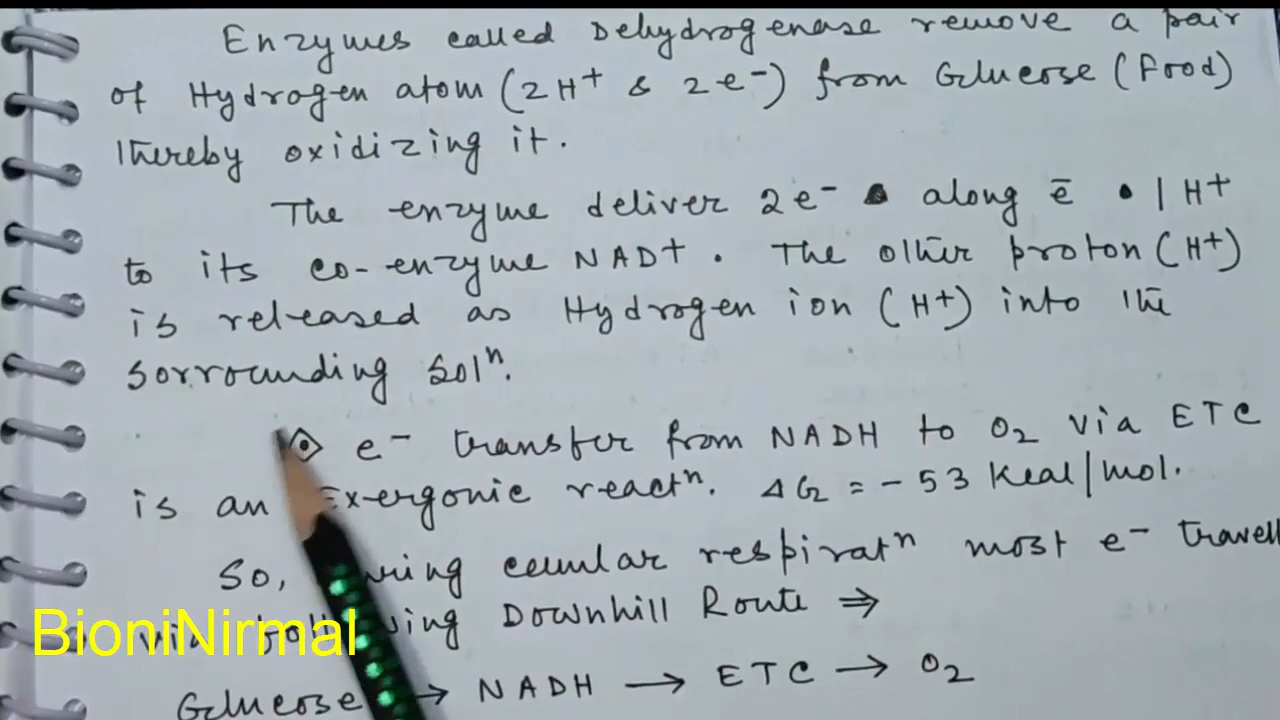 Enzymes called Dehydrogenase remove a pair
of Hydrogen atom (2H+ & 2e-) from Glucose (Food)
thereby oxidizing it.
The enzyme deliver 2e- along ē 1H+
to its co-enzyme NAD+. The other proton (H+)
is released as Hydrogen ion (H+) into the
sorrounding Solⁿ.
e- transfer from NADH to O2 via ETC
is an Exergonic reactⁿ. ΔG = -53 Kcal/mol.
So, cellular respiratⁿ most e- travell
via Downhill Route ⇒
Glucose → NADH → ETC → O2
BioniNirmal